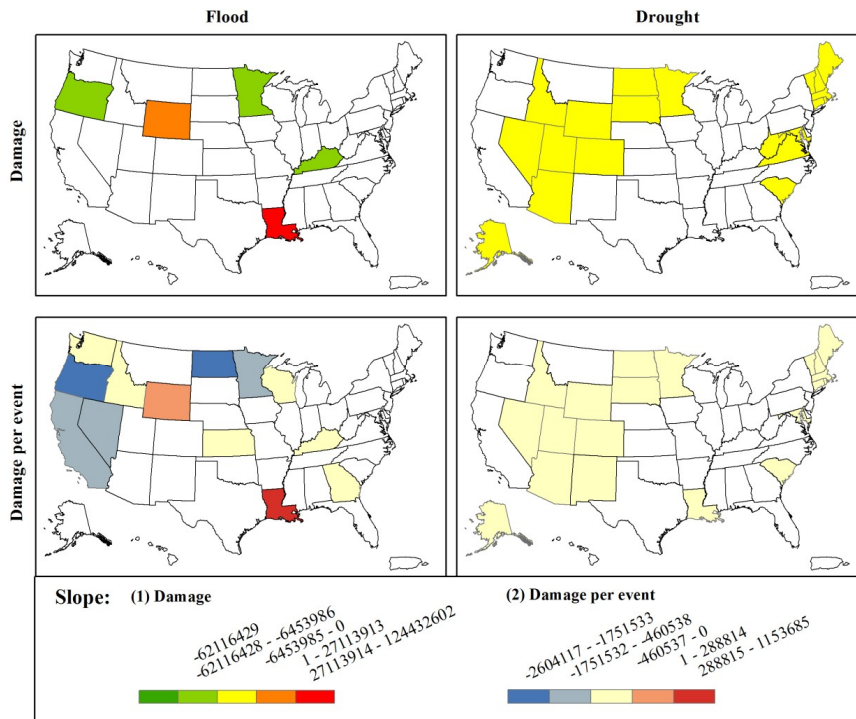 Flood
Drought
Damage
Damage per event
Slope:
(1) Damage
(2) Damage per event
-62116429
-62116428 - -6453986
-6453985 - 0
1 - 27113913
27113914 - 124432602
-2604117 - -1751533
-1751532 - -460538
-460537 - 0
1 - 288814
288815 - 1153685